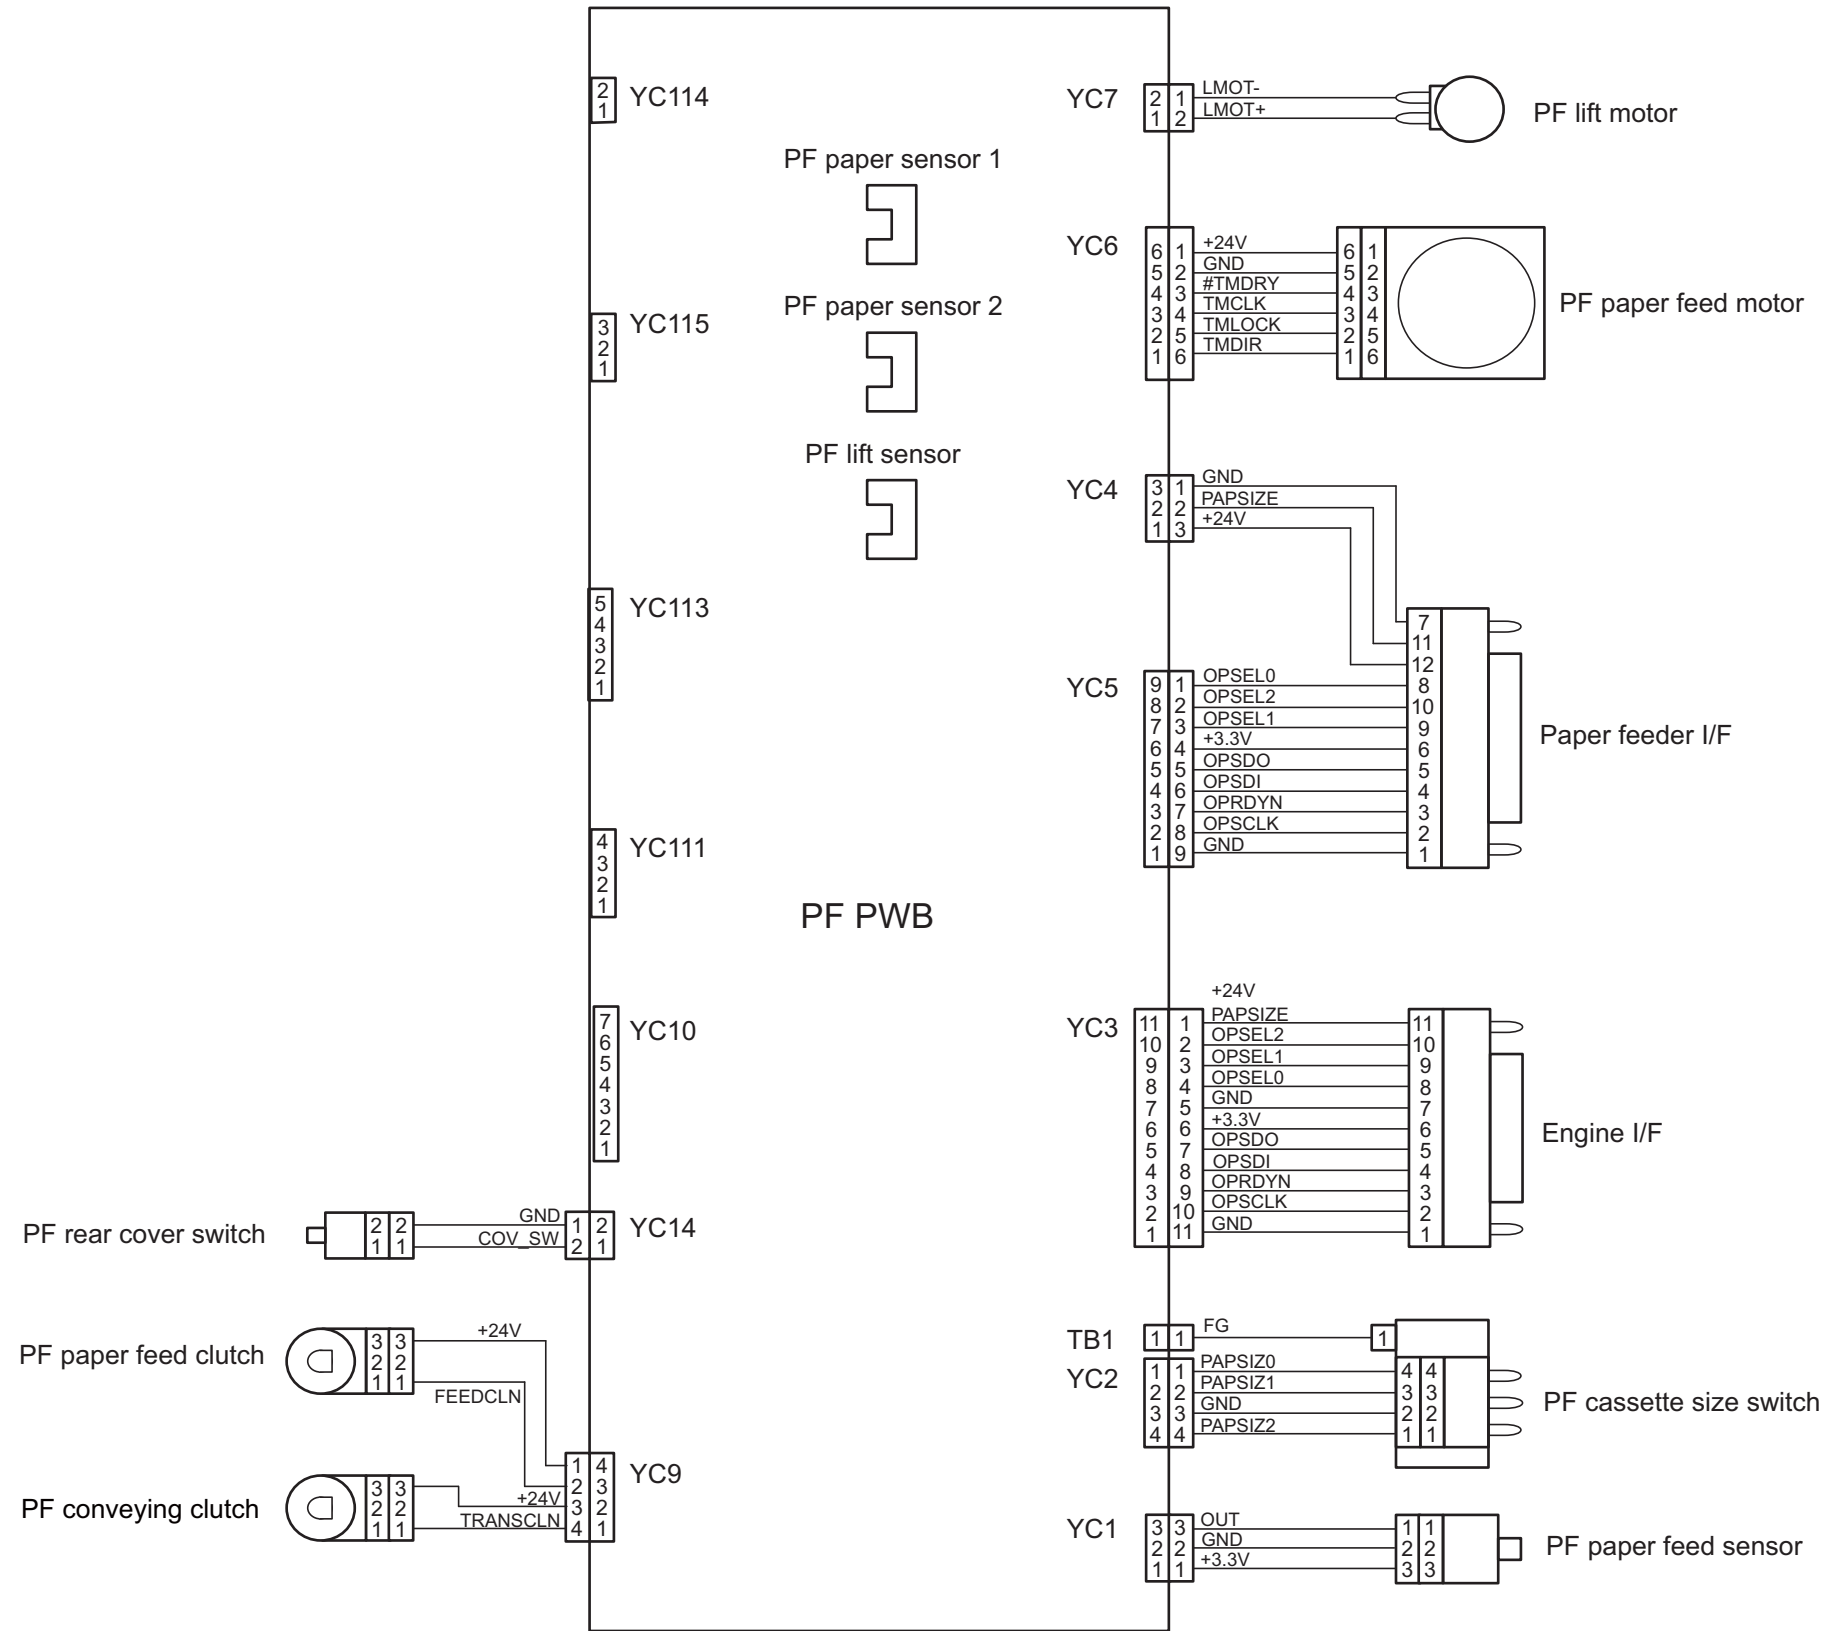 YC114
2
1
YC7
2 1 LMOT-
1 2 LMOT+
PF lift motor
PF paper sensor 1
YC6
6 1 +24V 6 1
5 2 GND 5 2
4 3 #TMDRY 4 3
3 4 TMCLK 3 4
2 5 TMLOCK 2 5
1 6 TMDIR 1 6
PF paper feed motor
PF paper sensor 2
YC115
3
2
1
PF lift sensor
YC4
3 1 GND
2 2 PAPSIZE
1 3 +24V
YC113
5
4
3
2
1
7
11
12
YC5
9 1 OPSEL0 8
8 2 OPSEL2 10
7 3 OPSEL1 9
6 4 +3.3V 6
5 5 OPSDO 5
4 6 OPSDI 4
3 7 OPRDYN 3
2 8 OPSCLK 2
1 9 GND 1
Paper feeder I/F
YC111
4
3
2
1
PF PWB
YC10
7
6
5
4
3
2
1
YC3
+24V
11 1 PAPSIZE 11
10 2 OPSEL2 10
9 3 OPSEL1 9
8 4 OPSEL0 8
7 5 GND 7
6 6 +3.3V 6
5 7 OPSDO 5
4 8 OPSDI 4
3 9 OPRDYN 3
2 10 OPSCLK 2
1 11 GND 1
Engine I/F
PF rear cover switch
2 2 GND 1 2
1 1 COV_SW 2 1
YC14
TB1
1 1 FG 1
YC2
1 1 PAPSIZ0 4 4
2 2 PAPSIZ1 3 3
3 3 GND 2 2
4 4 PAPSIZ2 1 1
PF cassette size switch
PF paper feed clutch
3 3 +24V
2 2
1 1 FEEDCLN
YC9
1 4
2 3
3 2
4 1
PF conveying clutch
3 3 +24V
2 2
1 1 TRANSCLN
YC1
3 3 OUT 1 1
2 2 GND 2 2
1 1 +3.3V 3 3
PF paper feed sensor